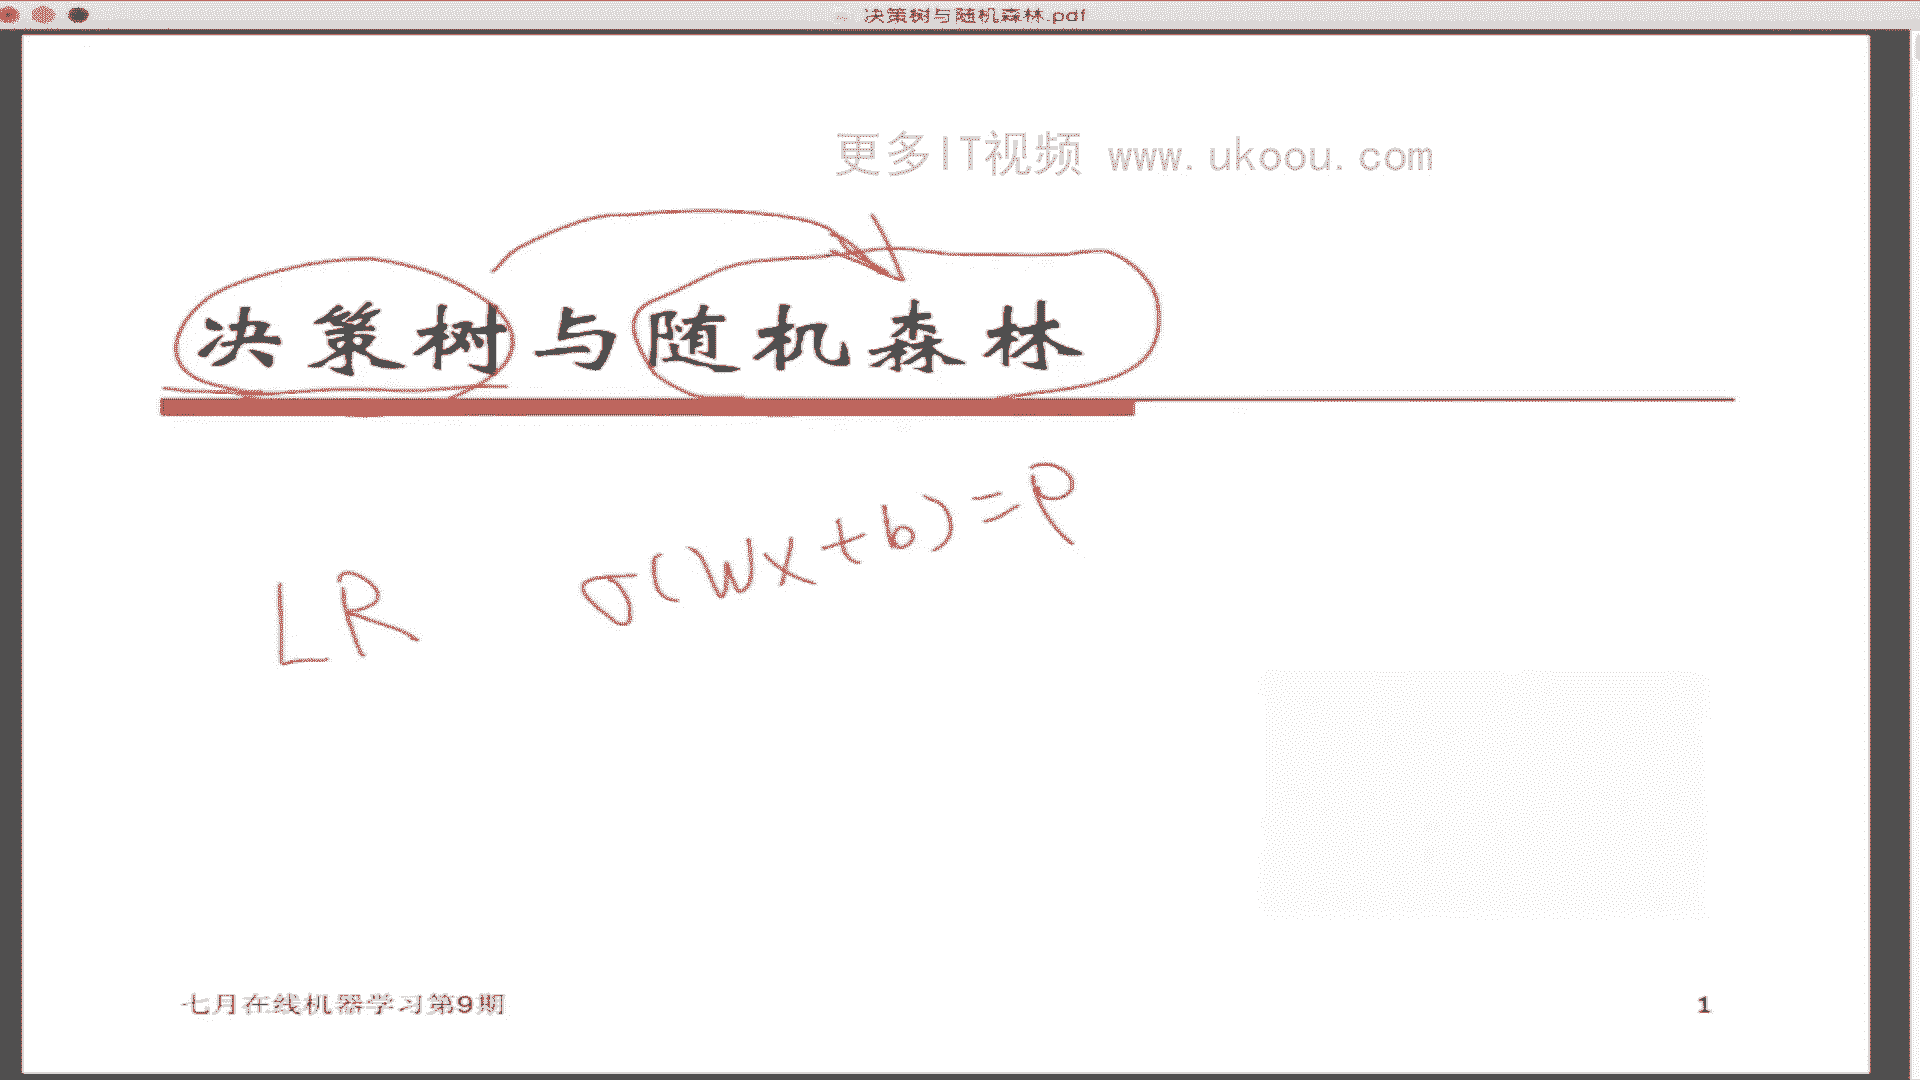 决策树与随机森林.pdf
更多IT视频 www.ukoou.com
决策树与随机森林
LR σ(Wx+b)=P
七月在线机器学习第9期
1